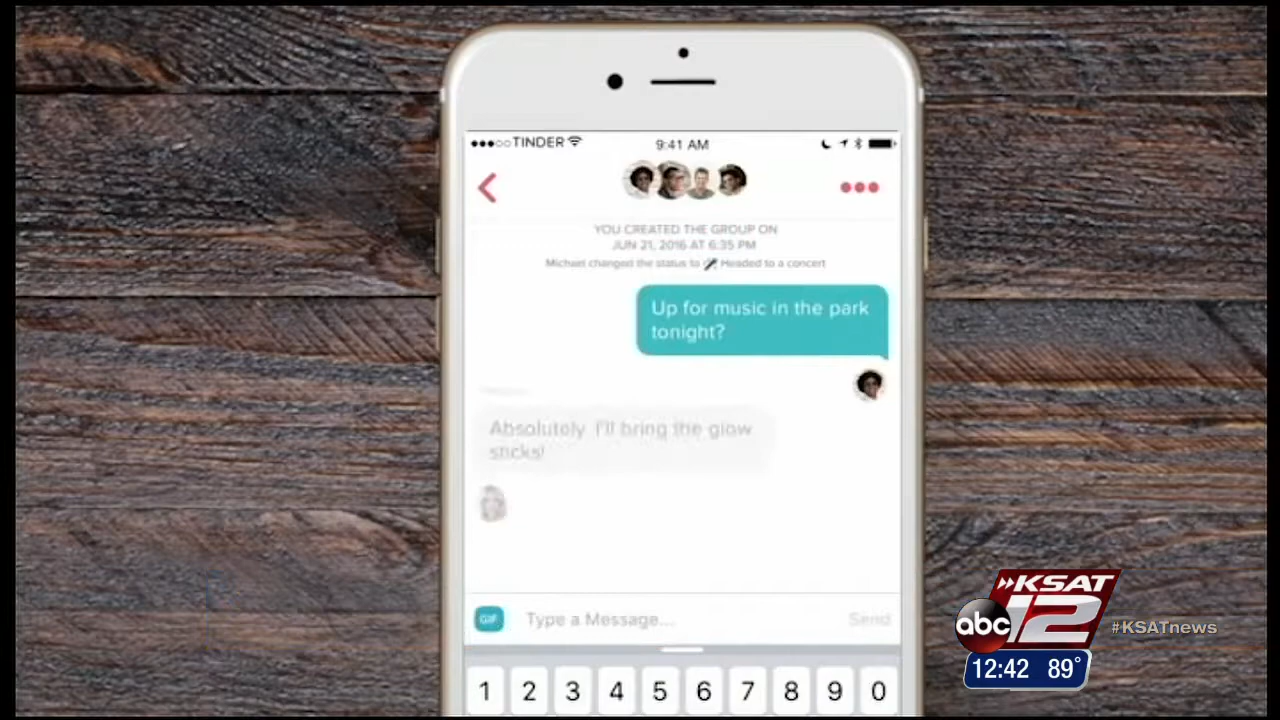 TINDER
9:41 AM
YOU CREATED THE GROUP ON
JUN 21, 2016 AT 6:35 PM
Michael changed the status to Headed to a concert
Up for music in the park
tonight?
Absolutely I'll bring the glow
sticks!
GIF
Type a Message...
Send
1 2 3 4 5 6 7 8 9 0
KSAT
abc 12
#KSATnews
12:42 89°